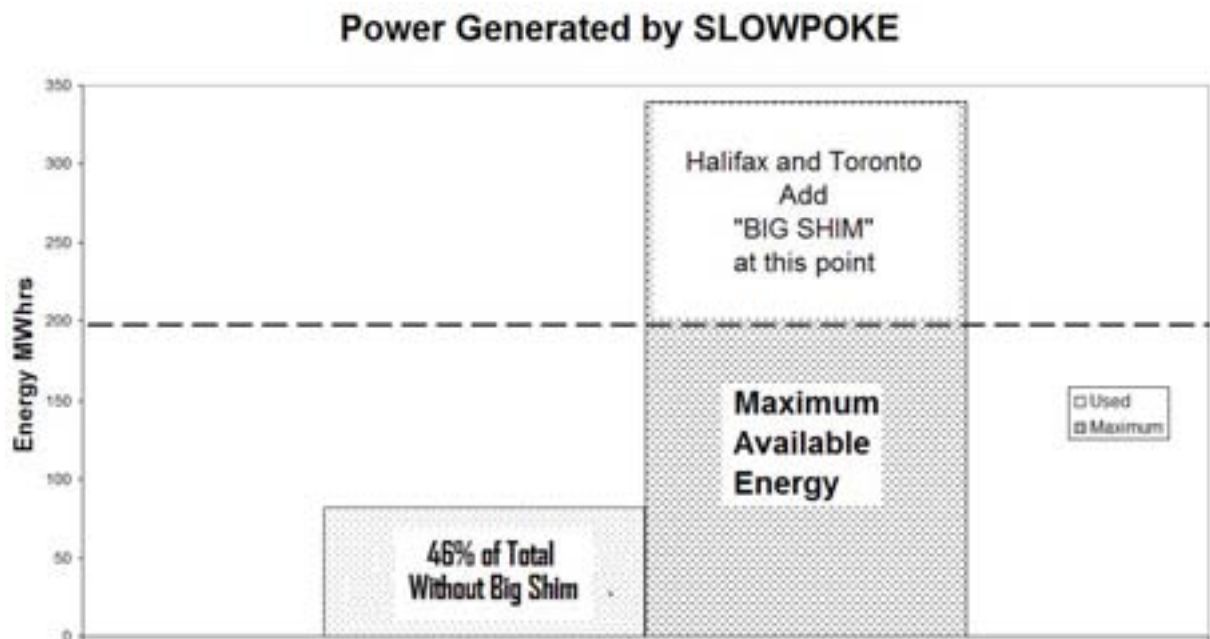 Power Generated by SLOWPOKE
350
300
250
200
150
100
50
0
Energy MWhrs
Halifax and Toronto
Add
"BIG SHIM"
at this point
Maximum
Available
Energy
46% of Total
Without Big Shim
Used
Maximum